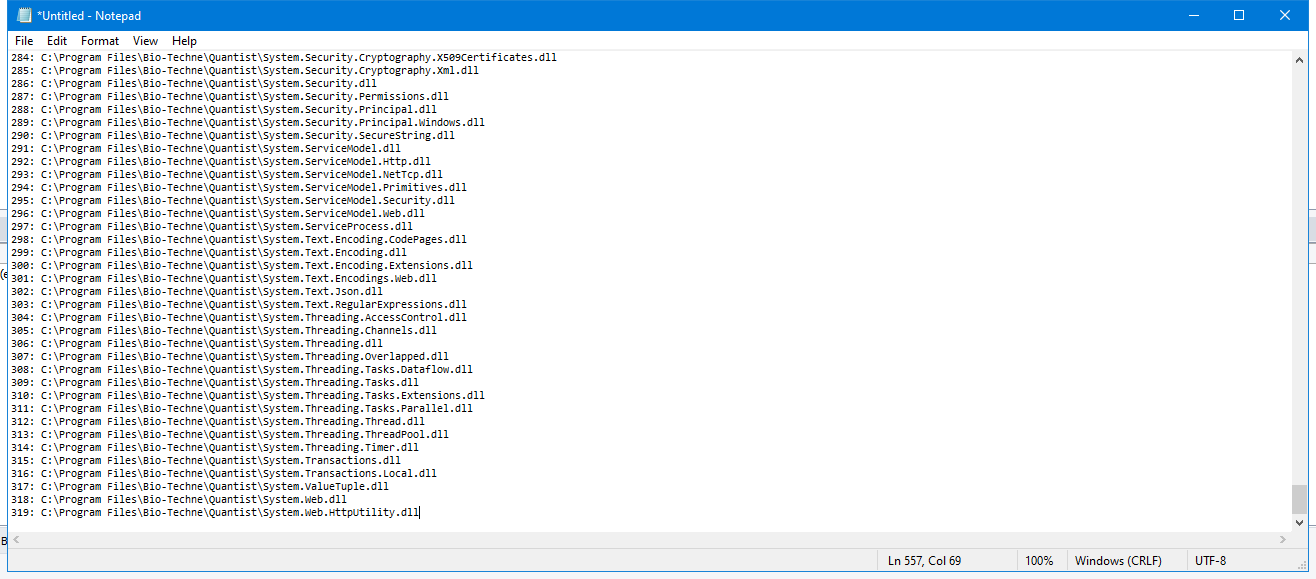 *Untitled - Notepad
File Edit Format View Help
284: C:\Program Files\Bio-Techne\Quantist\System.Security.Cryptography.X509Certificates.dll
285: C:\Program Files\Bio-Techne\Quantist\System.Security.Cryptography.Xml.dll
286: C:\Program Files\Bio-Techne\Quantist\System.Security.dll
287: C:\Program Files\Bio-Techne\Quantist\System.Security.Permissions.dll
288: C:\Program Files\Bio-Techne\Quantist\System.Security.Principal.dll
289: C:\Program Files\Bio-Techne\Quantist\System.Security.Principal.Windows.dll
290: C:\Program Files\Bio-Techne\Quantist\System.Security.SecureString.dll
291: C:\Program Files\Bio-Techne\Quantist\System.ServiceModel.dll
292: C:\Program Files\Bio-Techne\Quantist\System.ServiceModel.Http.dll
293: C:\Program Files\Bio-Techne\Quantist\System.ServiceModel.NetTcp.dll
294: C:\Program Files\Bio-Techne\Quantist\System.ServiceModel.Primitives.dll
295: C:\Program Files\Bio-Techne\Quantist\System.ServiceModel.Security.dll
296: C:\Program Files\Bio-Techne\Quantist\System.ServiceModel.Web.dll
297: C:\Program Files\Bio-Techne\Quantist\System.ServiceProcess.dll
298: C:\Program Files\Bio-Techne\Quantist\System.Text.Encoding.CodePages.dll
299: C:\Program Files\Bio-Techne\Quantist\System.Text.Encoding.dll
300: C:\Program Files\Bio-Techne\Quantist\System.Text.Encoding.Extensions.dll
301: C:\Program Files\Bio-Techne\Quantist\System.Text.Encodings.Web.dll
302: C:\Program Files\Bio-Techne\Quantist\System.Text.Json.dll
303: C:\Program Files\Bio-Techne\Quantist\System.Text.RegularExpressions.dll
304: C:\Program Files\Bio-Techne\Quantist\System.Threading.AccessControl.dll
305: C:\Program Files\Bio-Techne\Quantist\System.Threading.Channels.dll
306: C:\Program Files\Bio-Techne\Quantist\System.Threading.dll
307: C:\Program Files\Bio-Techne\Quantist\System.Threading.Overlapped.dll
308: C:\Program Files\Bio-Techne\Quantist\System.Threading.Tasks.Dataflow.dll
309: C:\Program Files\Bio-Techne\Quantist\System.Threading.Tasks.dll
310: C:\Program Files\Bio-Techne\Quantist\System.Threading.Tasks.Extensions.dll
311: C:\Program Files\Bio-Techne\Quantist\System.Threading.Tasks.Parallel.dll
312: C:\Program Files\Bio-Techne\Quantist\System.Threading.Thread.dll
313: C:\Program Files\Bio-Techne\Quantist\System.Threading.ThreadPool.dll
314: C:\Program Files\Bio-Techne\Quantist\System.Threading.Timer.dll
315: C:\Program Files\Bio-Techne\Quantist\System.Transactions.dll
316: C:\Program Files\Bio-Techne\Quantist\System.Transactions.Local.dll
317: C:\Program Files\Bio-Techne\Quantist\System.ValueTuple.dll
318: C:\Program Files\Bio-Techne\Quantist\System.Web.dll
319: C:\Program Files\Bio-Techne\Quantist\System.Web.HttpUtility.dll
Ln 557, Col 69 100% Windows (CRLF) UTF-8